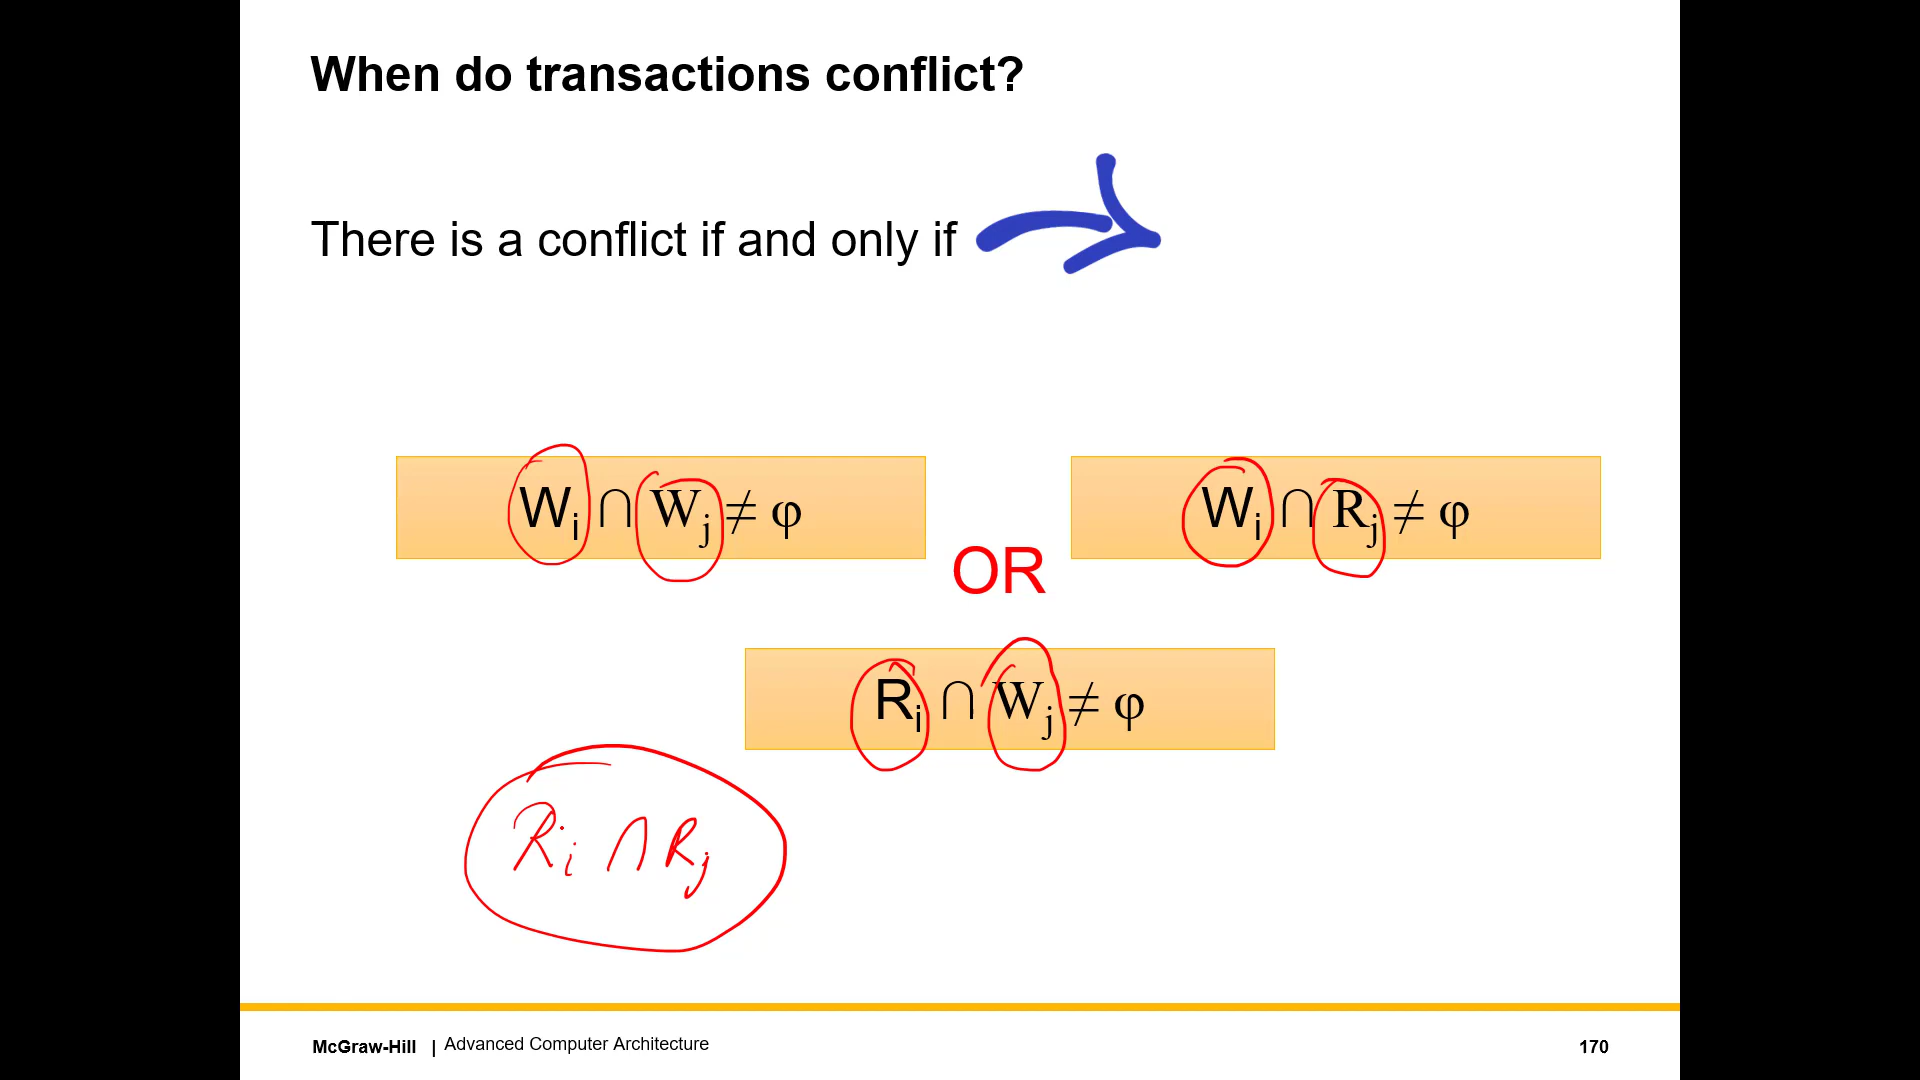 When do transactions conflict?
There is a conflict if and only if
Wᵢ ∩ Wⱼ ≠ φ
Wᵢ ∩ Rⱼ ≠ φ
OR
Rᵢ ∩ Wⱼ ≠ φ
Rᵢ ∩ Rⱼ
McGraw-Hill | Advanced Computer Architecture
170